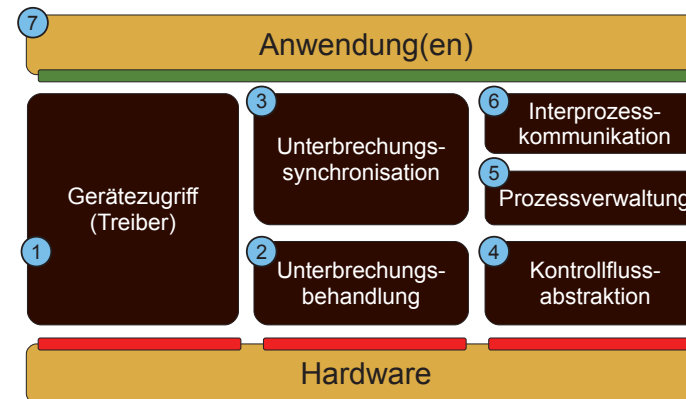 7
Anwendung(en)
3
Unterbrechungs-
synchronisation
6
Interprozess-
kommunikation
5
Prozessverwaltung
Gerätezugriff
(Treiber)
1
2
Unterbrechungs-
behandlung
4
Kontrollfluss-
abstraktion
Hardware